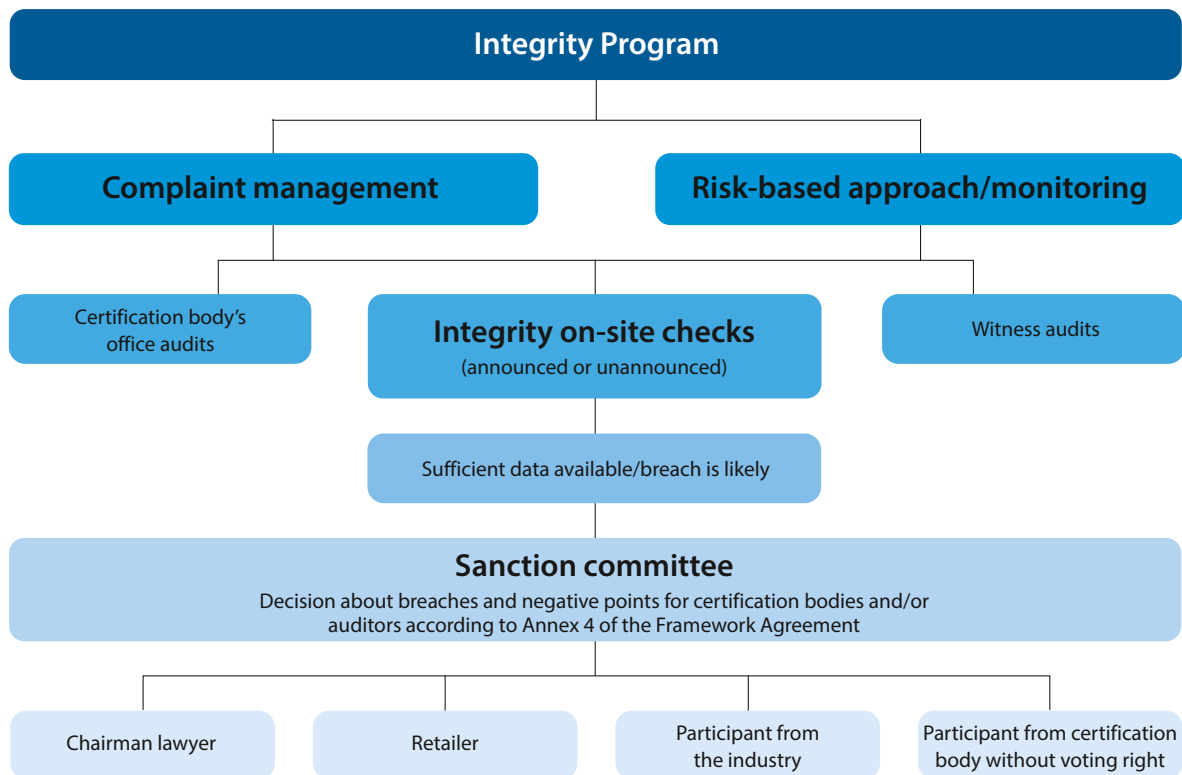 Integrity Program
Complaint management
Risk-based approach/monitoring
Certification body's
office audits
Integrity on-site checks
(announced or unannounced)
Witness audits
Sufficient data available/breach is likely
Sanction committee
Decision about breaches and negative points for certification bodies and/or
auditors according to Annex 4 of the Framework Agreement
Chairman lawyer
Retailer
Participant from
the industry
Participant from certification
body without voting right